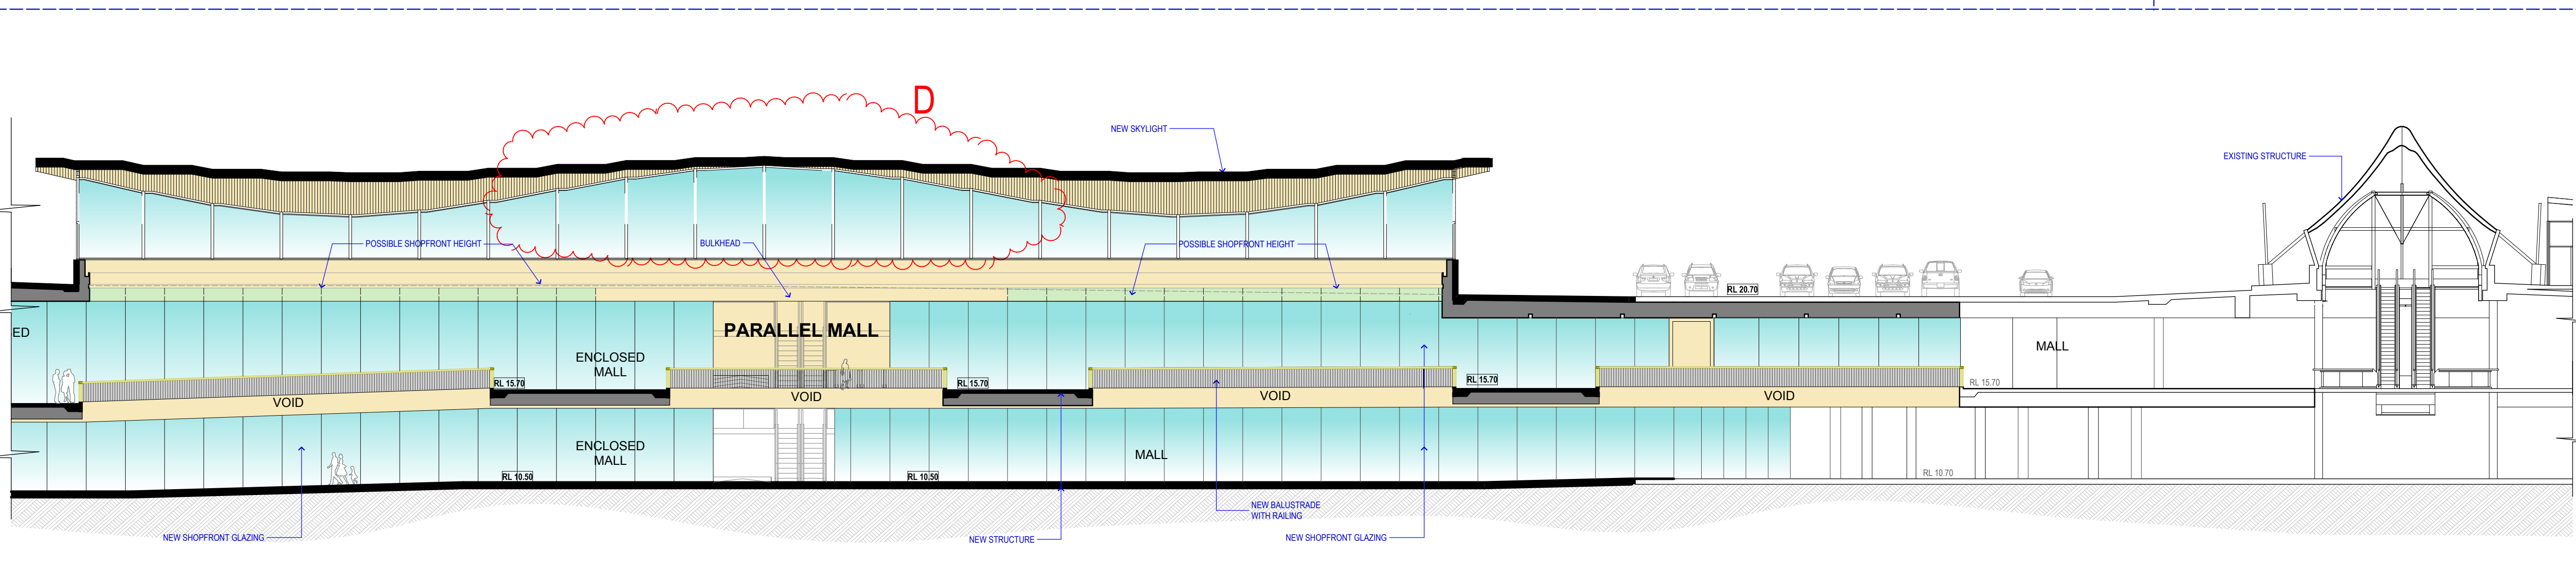 D
NEW SKYLIGHT
EXISTING STRUCTURE
POSSIBLE SHOPFRONT HEIGHT
BULKHEAD
POSSIBLE SHOPFRONT HEIGHT
RL 20.70
ED
PARALLEL MALL
ENCLOSED
MALL
MALL
RL 15.70
RL 15.70
RL 15.70
RL 15.70
VOID
VOID
VOID
VOID
ENCLOSED
MALL
MALL
RL 10.50
RL 10.50
RL 10.70
NEW BALUSTRADE
WITH RAILING
NEW SHOPFRONT GLAZING
NEW STRUCTURE
NEW SHOPFRONT GLAZING